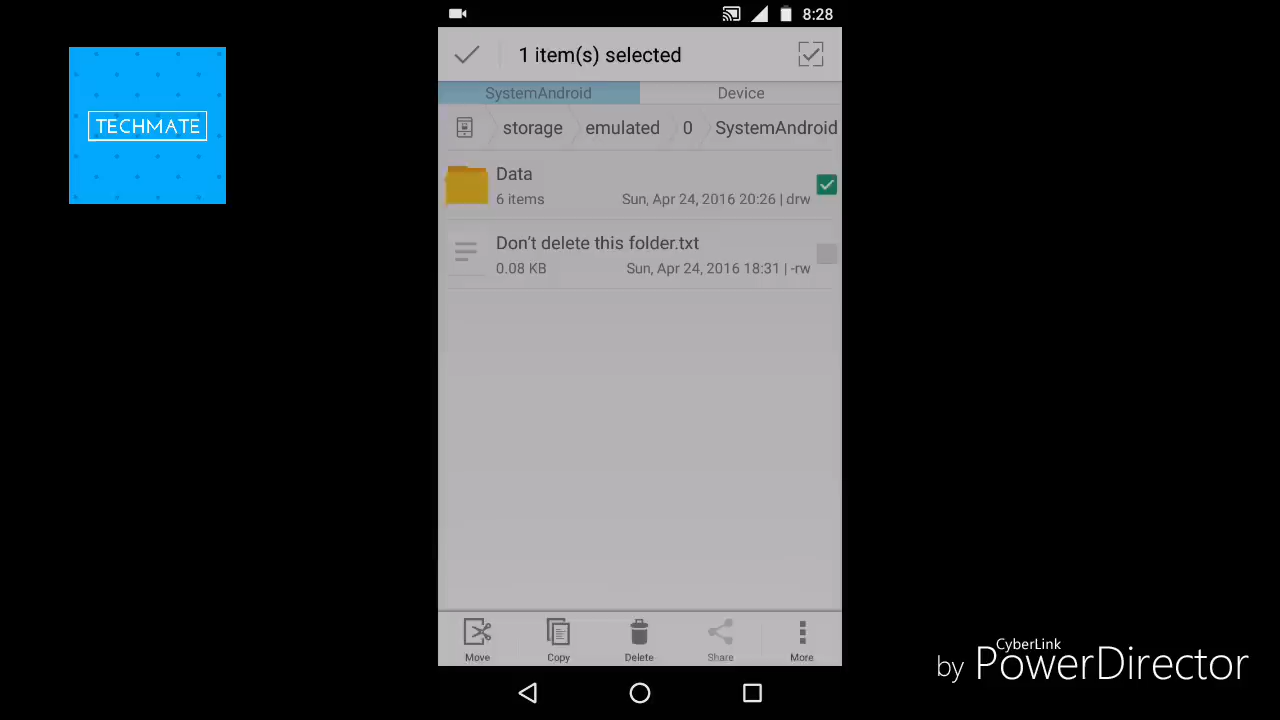 8:28
1 item(s) selected
SystemAndroid Device
storage emulated 0 SystemAndroid
Data
6 items Sun, Apr 24, 2016 20:26 | drw
Don't delete this folder.txt
0.08 KB Sun, Apr 24, 2016 18:31 | -rw
Move Copy Delete Share More
TECHMATE
CyberLink
by PowerDirector